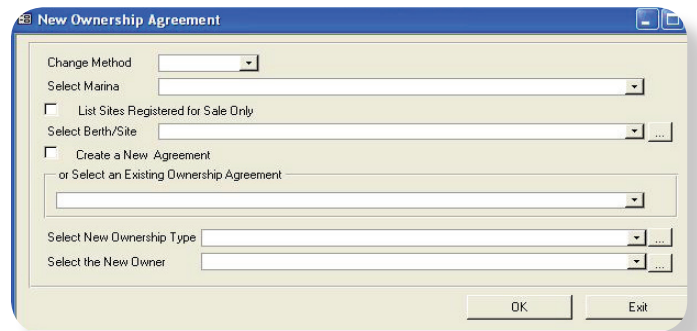 New Ownership Agreement
Change Method
Select Marina
List Sites Registered for Sale Only
Select Berth/Site
...
Create a New Agreement
or Select an Existing Ownership Agreement
Select New Ownership Type
...
Select the New Owner
...
OK
Exit